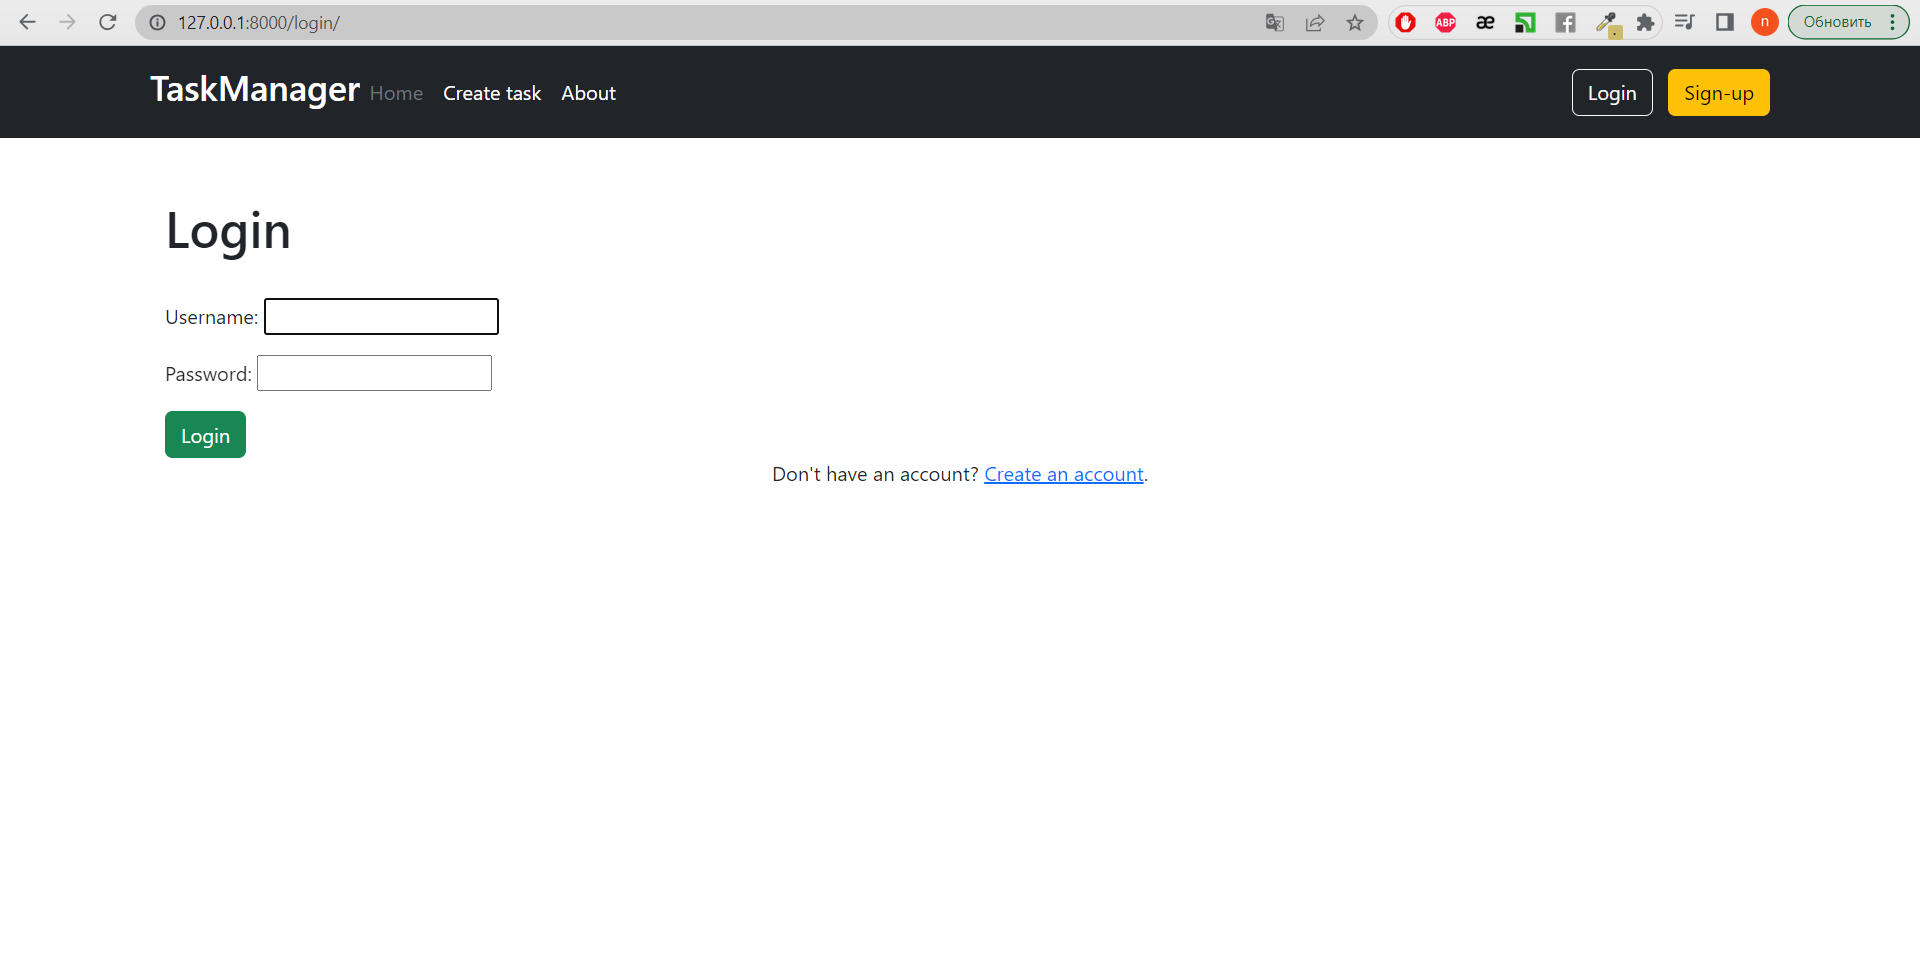 127.0.0.1:8000/login/
ABP
æ
n
Обновить
TaskManager Home Create task About Login Sign-up
Login
Username:
Password:
Login
Don't have an account? Create an account.